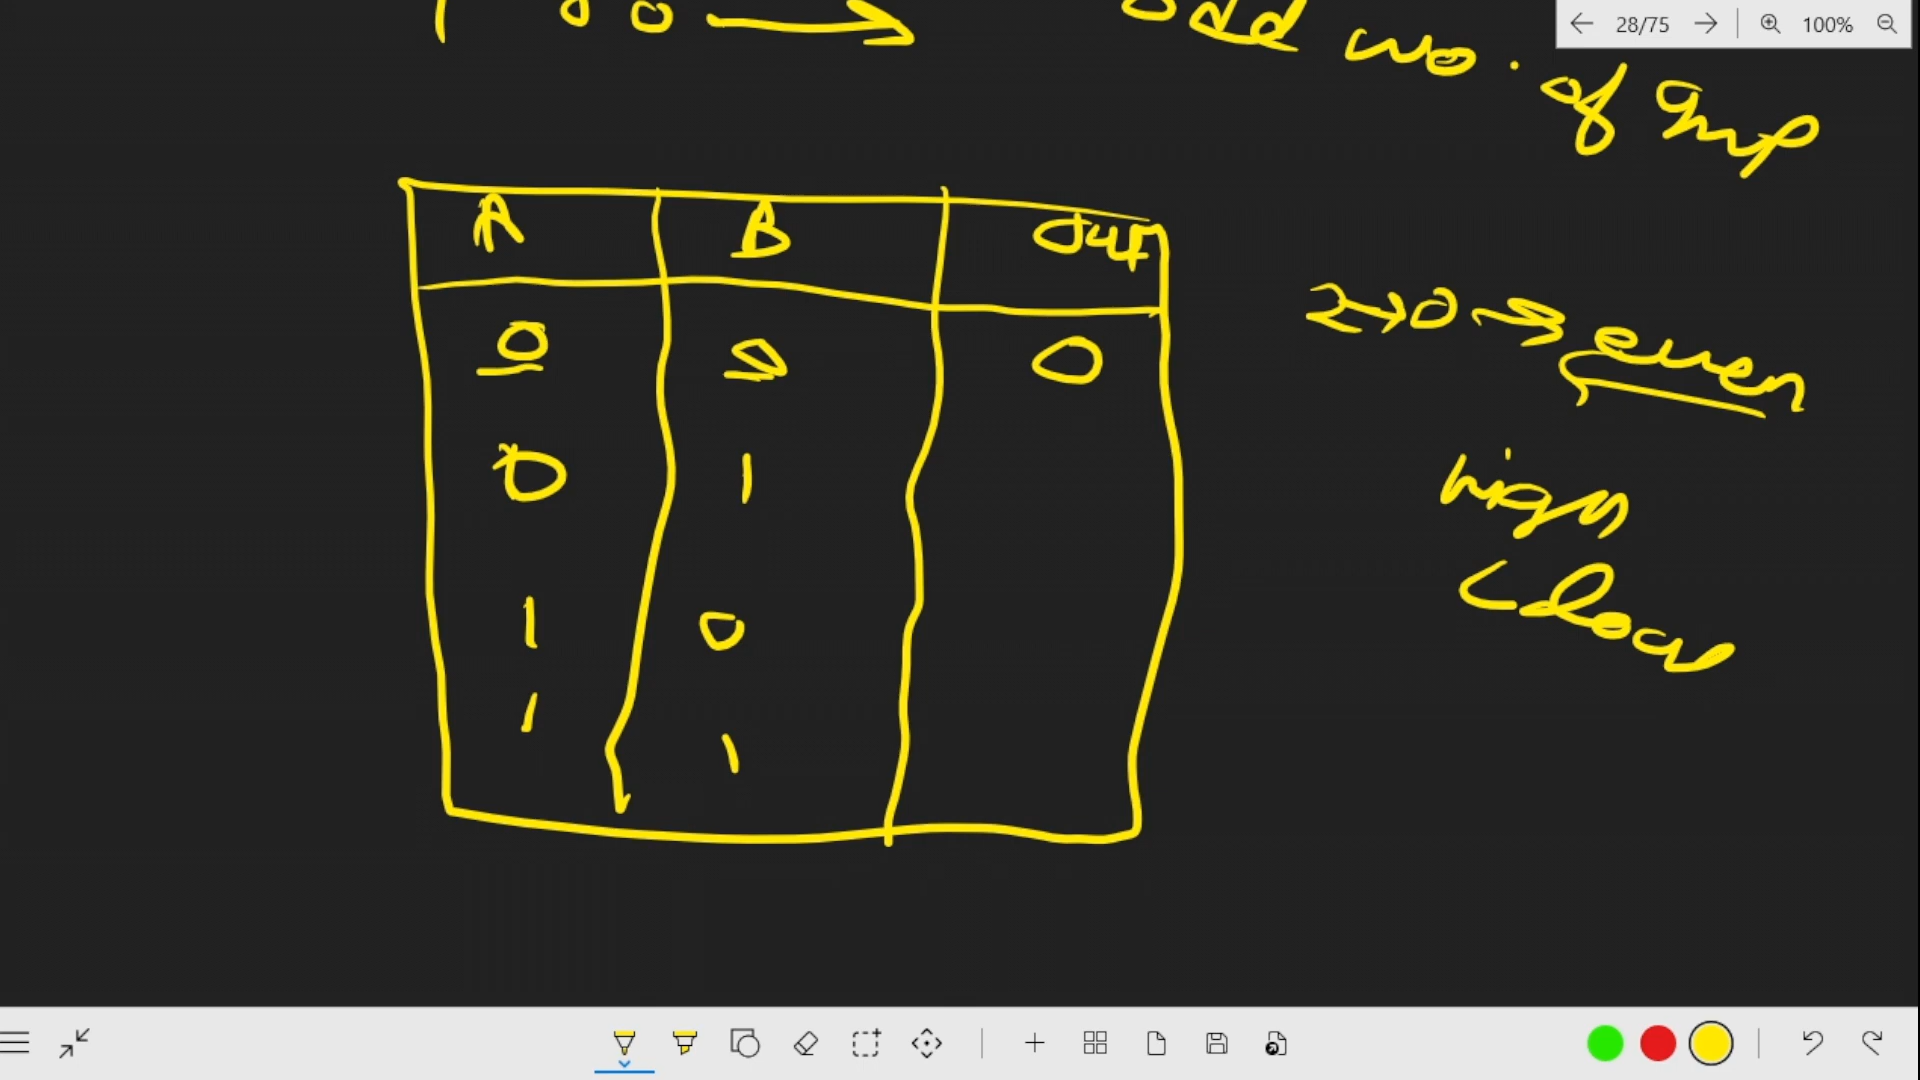 28/75 100%
odd no. of Inp
A B Out
0 0 0
2→0→ even
0 1
high
low
1 0
1 1